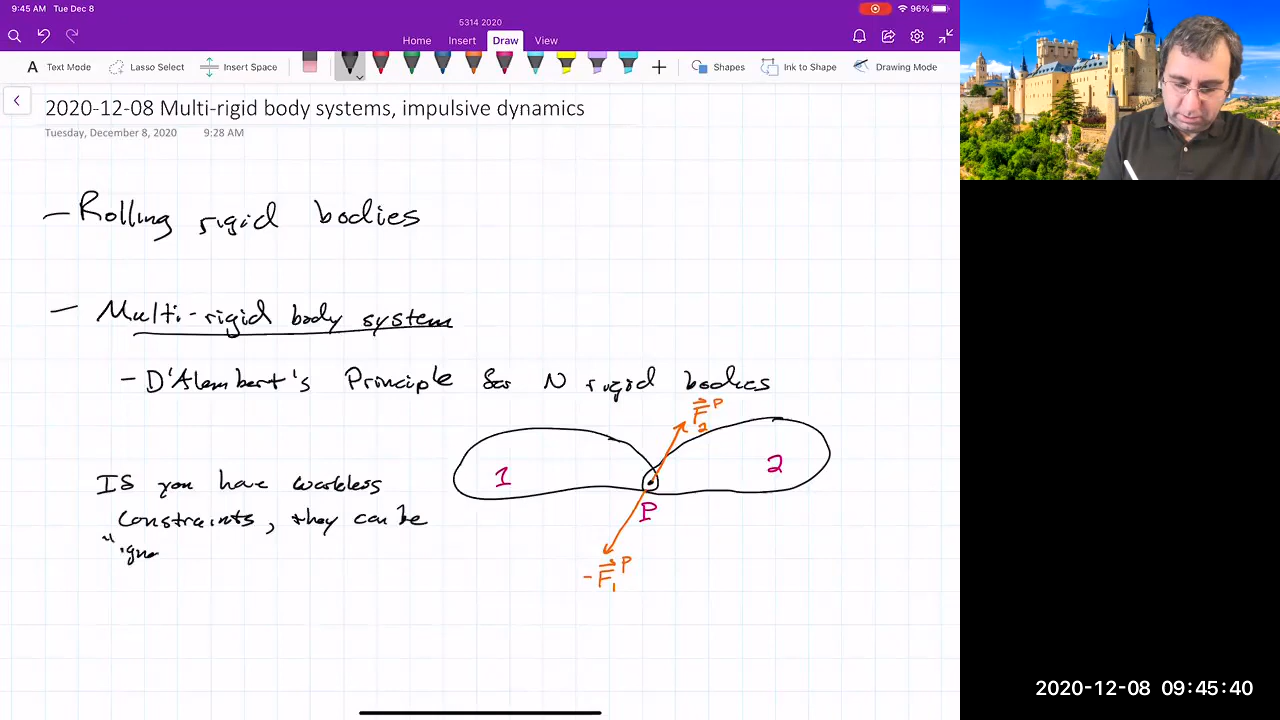 9:45 AM Tue Dec 8
96%
5314 2020
Home Insert Draw View
Text Mode Lasso Select Insert Space Shapes Ink to Shape Drawing Mode
2020-12-08 Multi-rigid body systems, impulsive dynamics
Tuesday, December 8, 2020 9:28 AM
- Rolling rigid bodies
- Multi-rigid body system
- D'Alembert's Principle for N rigid bodies
F⃗₂ᴾ
1
2
If you have workless
P
constraints, they can be
"igno
-F⃗₁ᴾ
2020-12-08 09:45:40